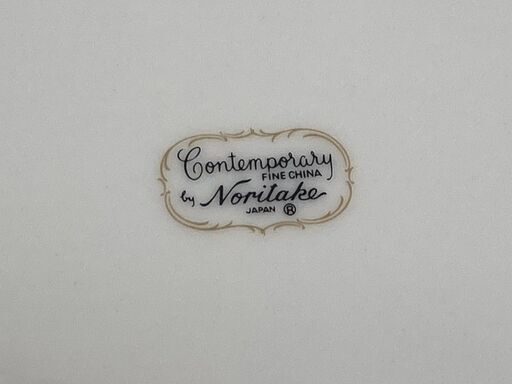 Contemporary
FINE CHINA
by Noritake
JAPAN ®